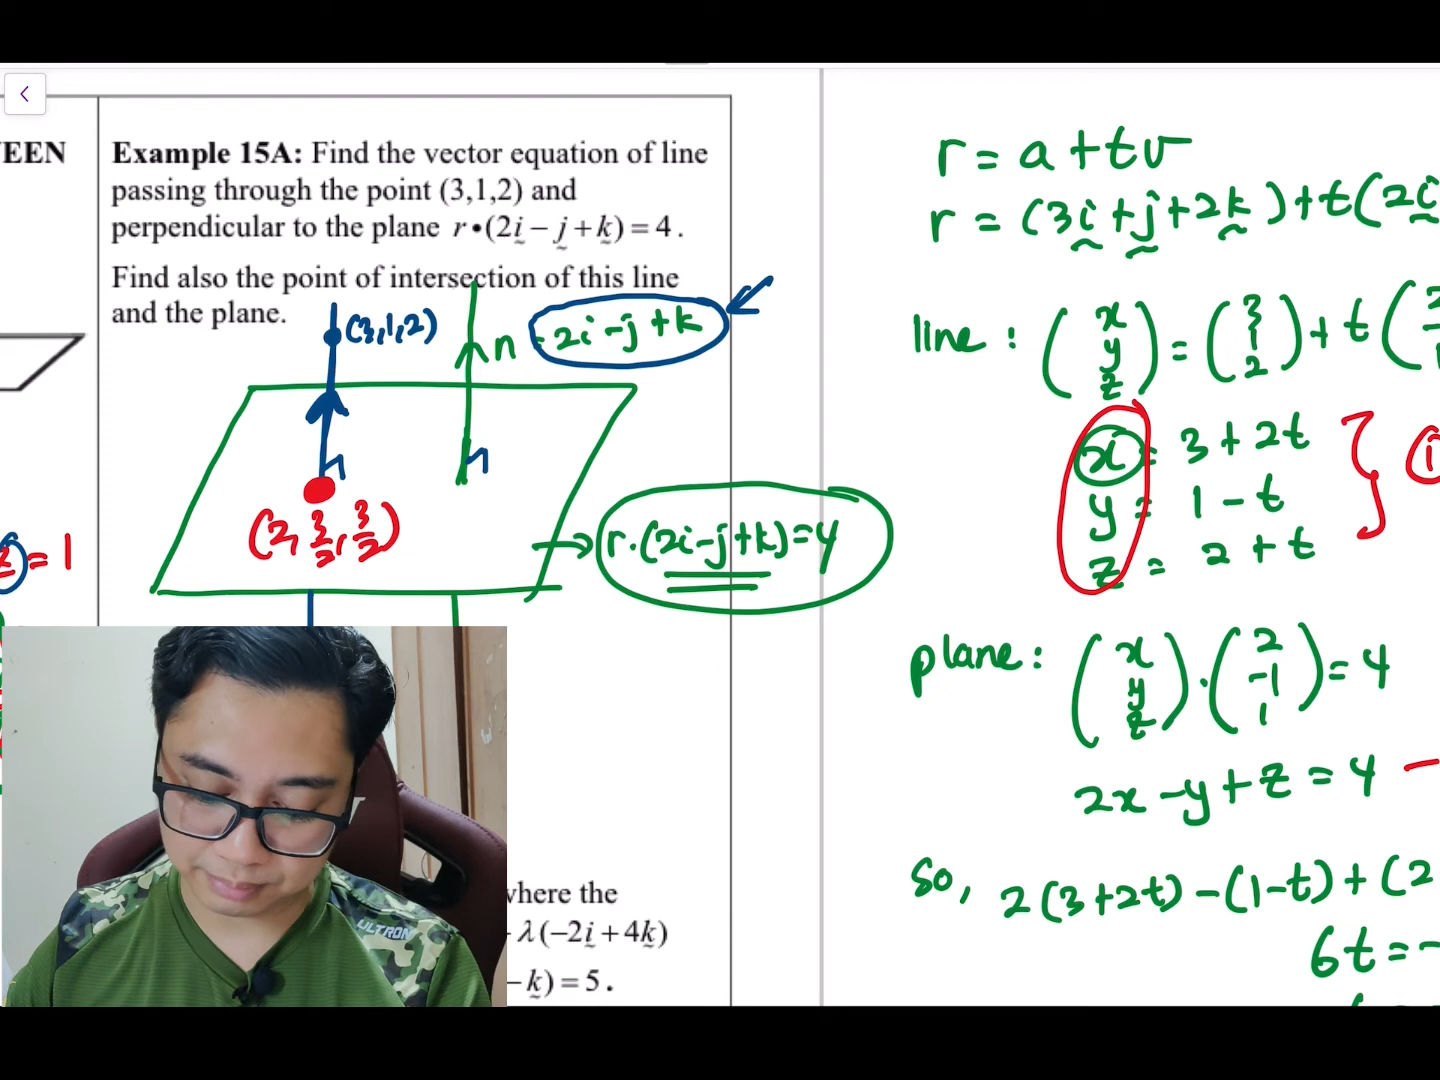 EEN
Example 15A: Find the vector equation of line
passing through the point (3,1,2) and
perpendicular to the plane r•(2i − j + k) = 4.
Find also the point of intersection of this line
and the plane.
(3,1,2)
n = 2i - j + k
(2, 3/2, 3/2)
r.(2i-j+k)=4
= 1
where the
λ(−2i + 4k)
− k) = 5.
ULTRON
r = a + tv
r = (3i + j + 2k) + t(2i
line : (x y z) = (3 1 2) + t(
x = 3 + 2t
y = 1 - t
z = 2 + t
plane: (x y z) . (2 -1 1) = 4
2x - y + z = 4 —
So, 2(3+2t) - (1-t) + (2
6t = -